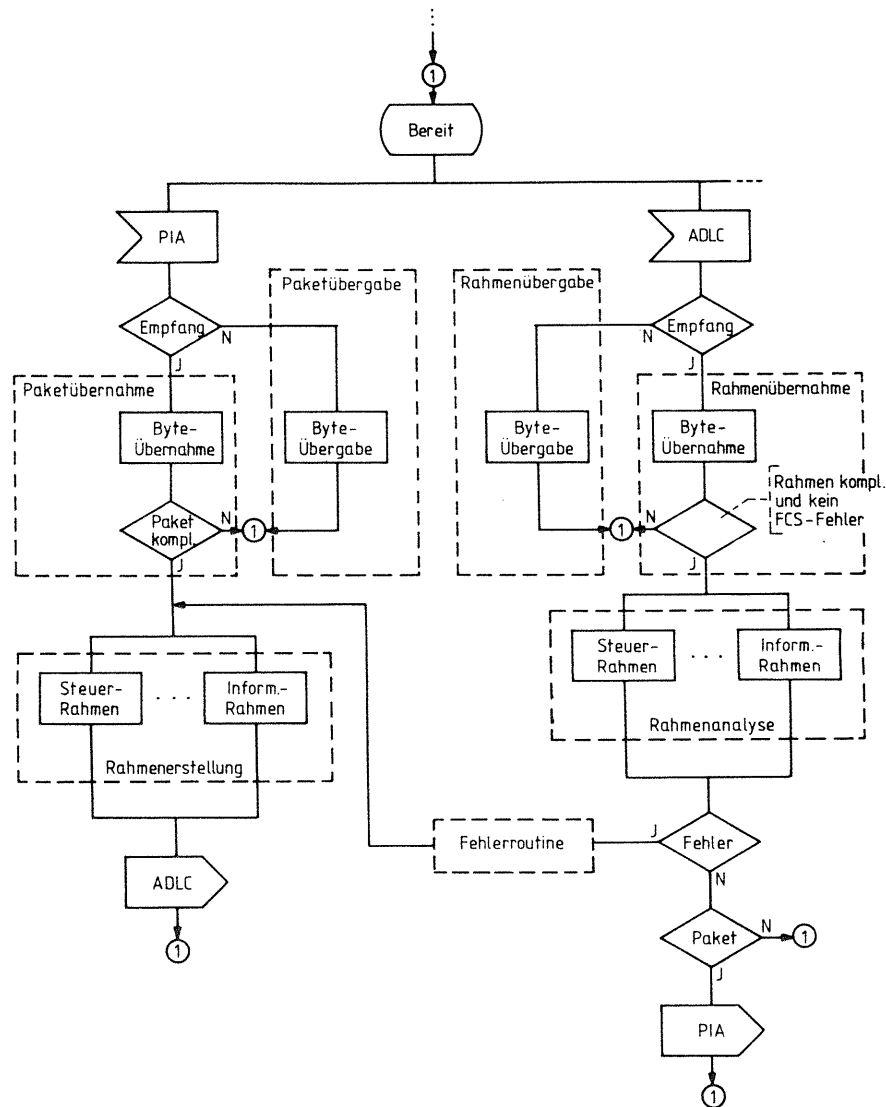 1
Bereit
PIA
ADLC
Paketübergabe
Rahmenübergabe
Empfang
N
J
N
Empfang
J
Paketübernahme
Rahmenübernahme
Byte-
Übernahme
Byte-
Übergabe
Byte-
Übergabe
Byte-
Übernahme
Paket
kompl.
N
1
J
1
N
J
Rahmen kompl.
und kein
FCS-Fehler
Steuer-
Rahmen
. . .
Inform.-
Rahmen
Rahmenerstellung
Steuer-
Rahmen
. . .
Inform.-
Rahmen
Rahmenanalyse
Fehlerroutine
J
Fehler
N
ADLC
1
Paket
N
1
J
PIA
1